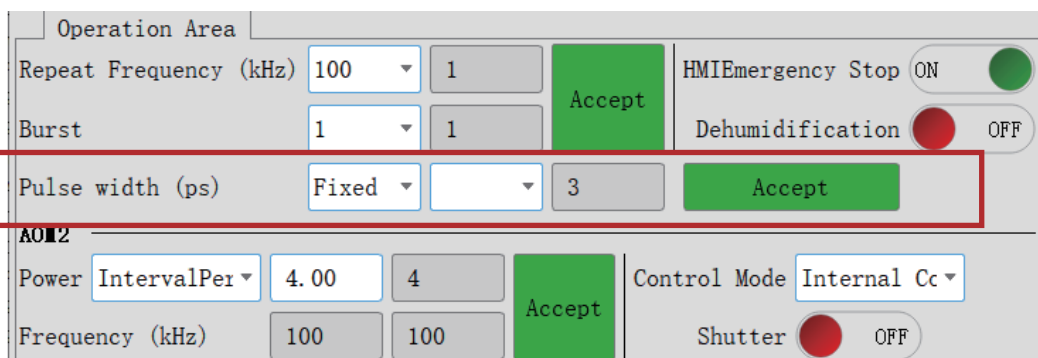 Operation Area
Repeat Frequency (kHz) 100 1 Accept HMIEmergency Stop ON
Burst 1 1 Dehumidification OFF
Pulse width (ps) Fixed 3 Accept
AOM2
Power IntervalPer 4.00 4 Accept Control Mode Internal Cc
Frequency (kHz) 100 100 Shutter OFF